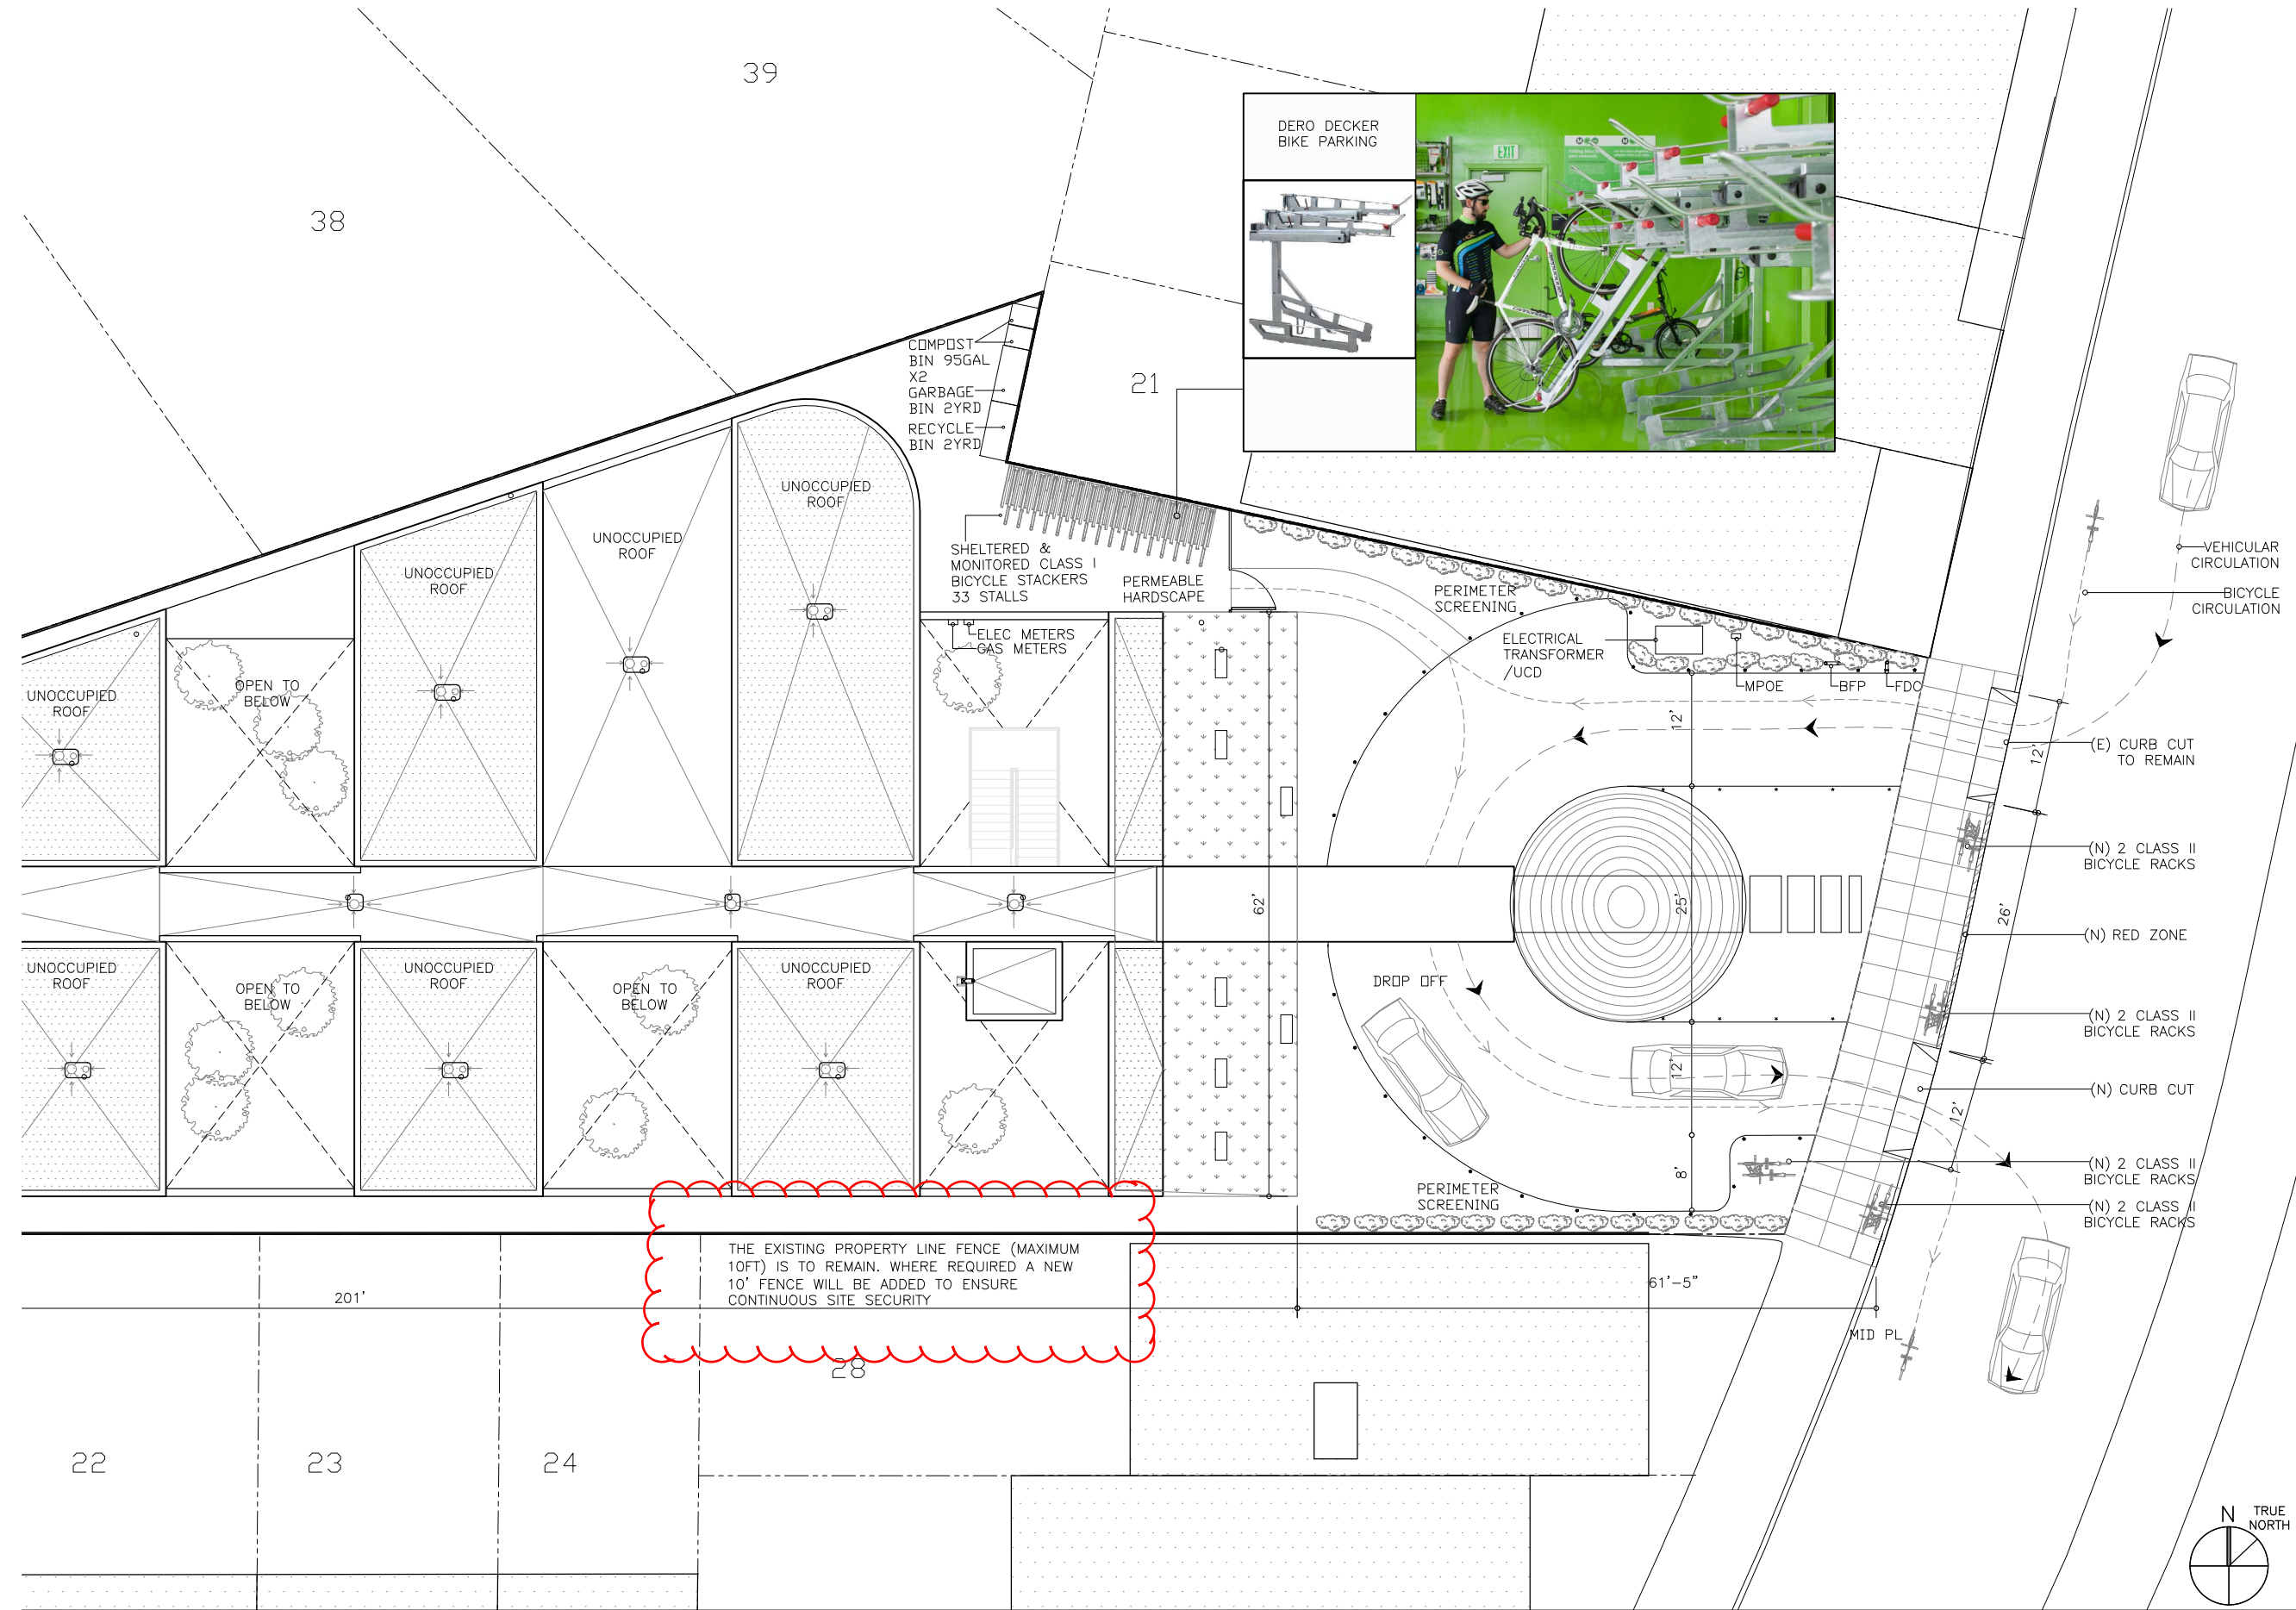 39
38
DERO DECKER
BIKE PARKING
EXIT
COMPOST
BIN 95GAL
X2
GARBAGE
BIN 2YRD
RECYCLE
BIN 2YRD
21
UNOCCUPIED
ROOF
UNOCCUPIED
ROOF
UNOCCUPIED
ROOF
UNOCCUPIED
ROOF
SHELTERED &
MONITORED CLASS I
BICYCLE STACKERS
33 STALLS
PERMEABLE
HARDSCAPE
PERIMETER
SCREENING
VEHICULAR
CIRCULATION
BICYCLE
CIRCULATION
ELEC METERS
GAS METERS
ELECTRICAL
TRANSFORMER
/UCD
MPOE
BFP
FDC
OPEN TO
BELOW
12'
12'
(E) CURB CUT
TO REMAIN
(N) 2 CLASS II
BICYCLE RACKS
62'
25'
26'
(N) RED ZONE
UNOCCUPIED
ROOF
OPEN TO
BELOW
UNOCCUPIED
ROOF
OPEN TO
BELOW
UNOCCUPIED
ROOF
DROP OFF
(N) 2 CLASS II
BICYCLE RACKS
12'
(N) CURB CUT
12'
8'
(N) 2 CLASS II
BICYCLE RACKS
PERIMETER
SCREENING
(N) 2 CLASS II
BICYCLE RACKS
THE EXISTING PROPERTY LINE FENCE (MAXIMUM
10FT) IS TO REMAIN. WHERE REQUIRED A NEW
10' FENCE WILL BE ADDED TO ENSURE
CONTINUOUS SITE SECURITY
201'
61'-5"
MID PL
28
22
23
24
N
TRUE
NORTH